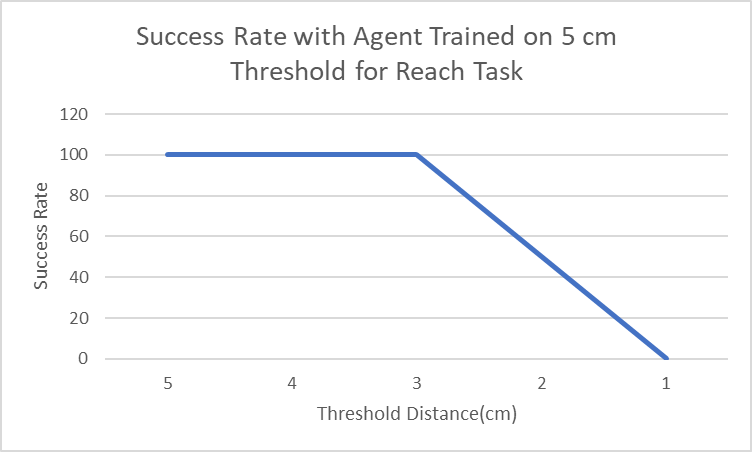 Success Rate with Agent Trained on 5 cm
Threshold for Reach Task
120
100
80
60
40
20
0
Success Rate
5 4 3 2 1
Threshold Distance(cm)